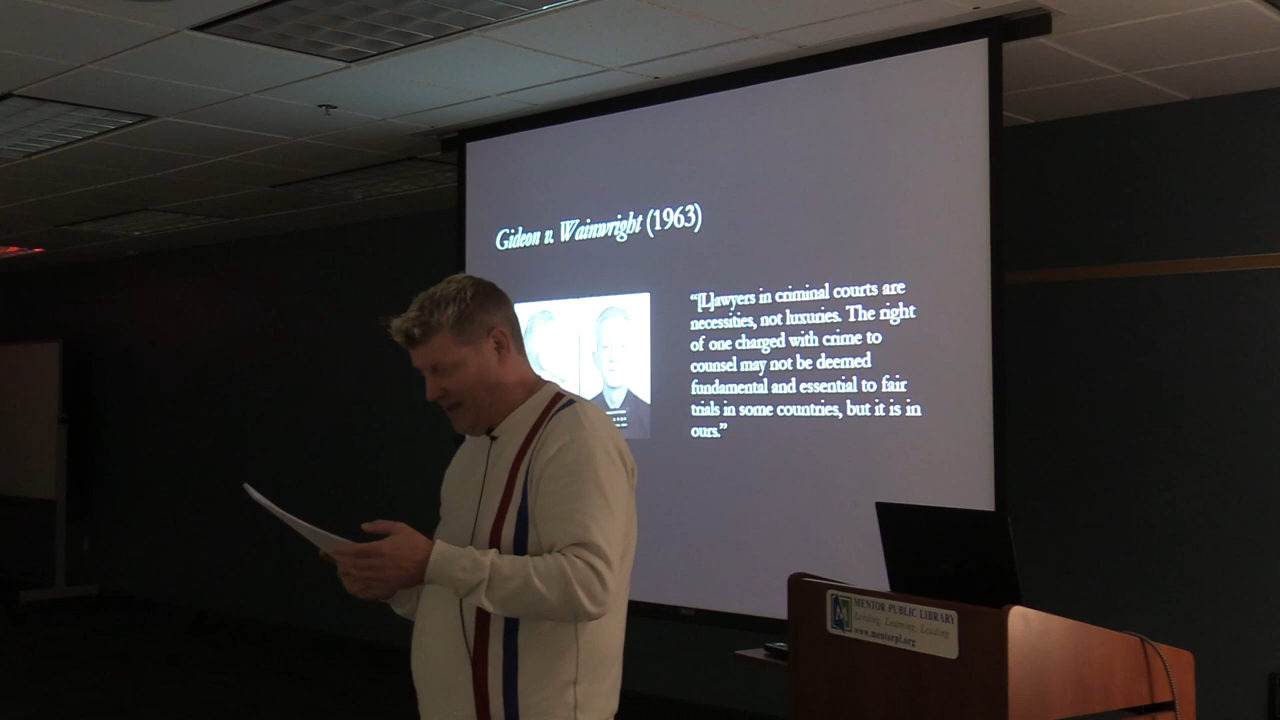 Gideon v. Wainwright (1963)
“[L]awyers in criminal courts are
necessities, not luxuries. The right
of one charged with crime to
counsel may not be deemed
fundamental and essential to fair
trials in some countries, but it is in
ours.”
MENTOR PUBLIC LIBRARY
Lending. Learning. Leading
www.mentorpl.org